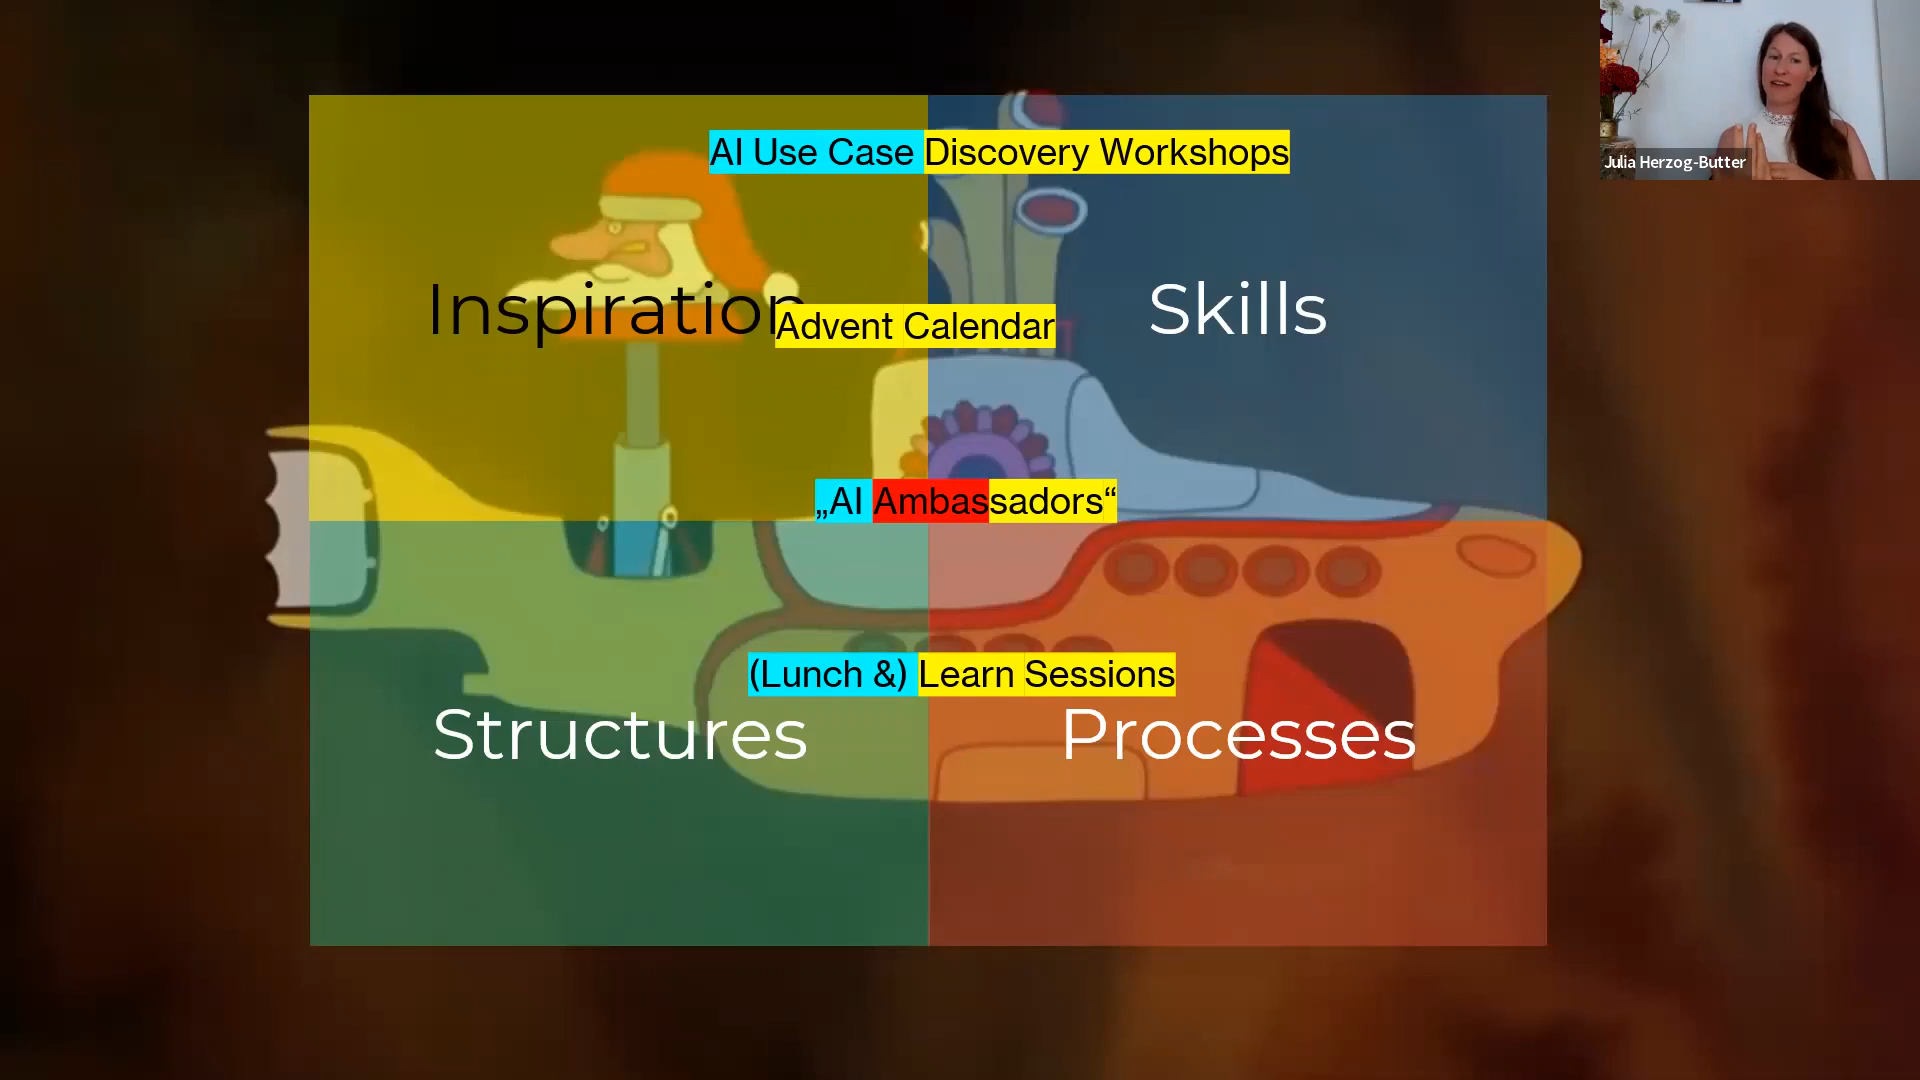 AI Use Case Discovery Workshops
Julia Herzog-Butter
Inspiration
Skills
Advent Calendar
„AI Ambassadors“
(Lunch &) Learn Sessions
Structures
Processes